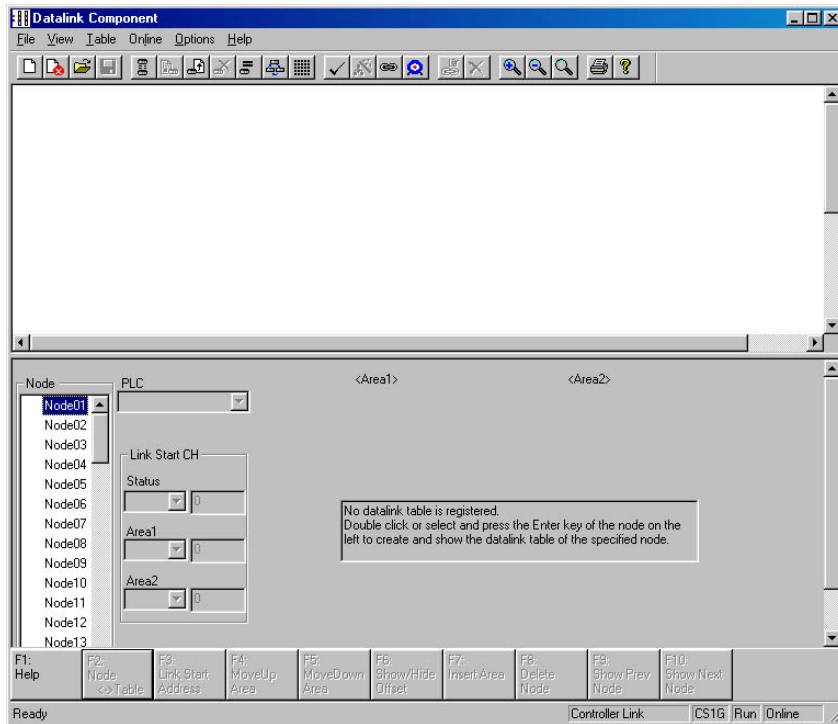 Datalink Component
File View Table Online Options Help
Node
Node01
Node02
Node03
Node04
Node05
Node06
Node07
Node08
Node09
Node10
Node11
Node12
Node13
PLC
Link Start CH
Status
0
Area1
0
Area2
0
<Area1> <Area2>
No datalink table is registered.
Double click or select and press the Enter key of the node on the
left to create and show the datalink table of the specified node.
F1:
Help
F2:
Node
<->Table
F3:
Link Start
Address
F4:
MoveUp
Area
F5:
MoveDown
Area
F6:
Show/Hide
Offset
F7:
Insert Area
F8:
Delete
Node
F9:
Show Prev
Node
F10:
Show Next
Node
Ready Controller Link CS1G Run Online